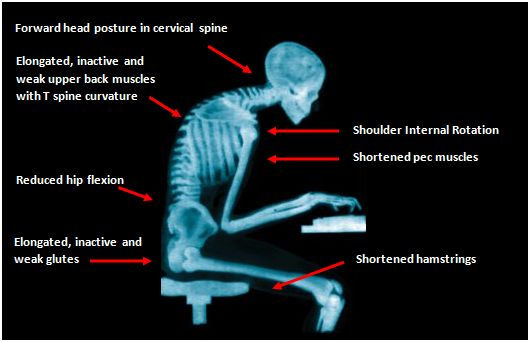 Forward head posture in cervical spine
Elongated, inactive and
weak upper back muscles
with T spine curvature
Shoulder Internal Rotation
Shortened pec muscles
Reduced hip flexion
Elongated, inactive and
weak glutes
Shortened hamstrings